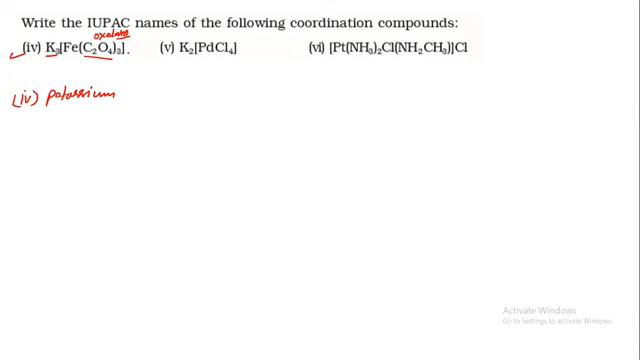 Write the IUPAC names of the following coordination compounds:
oxalato
(iv) K₃[Fe(C₂O₄)₃]. (v) K₂[PdCl₄] (vi) [Pt(NH₃)₂Cl(NH₂CH₃)]Cl
(iv) potassium
Activate Windows
Go to Settings to activate Windows.